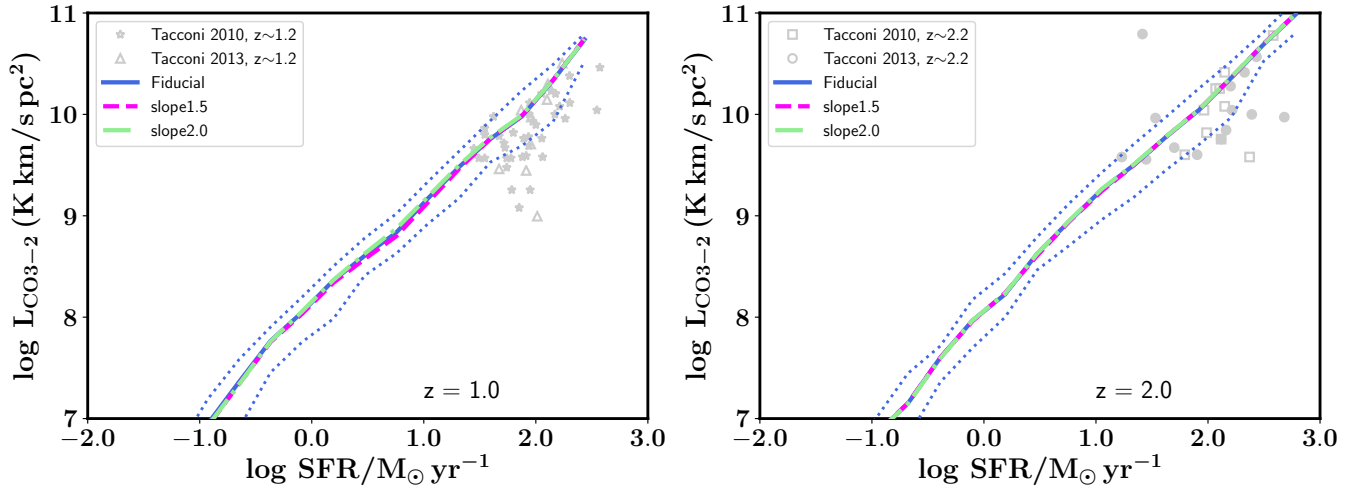 Tacconi 2010, z∼1.2
Tacconi 2013, z∼1.2
Fiducial
slope1.5
slope2.0
11
10
9
8
7
log L_CO3−2 (K km/s pc²)
z = 1.0
−2.0 −1.0 0.0 1.0 2.0 3.0
log SFR/M⊙ yr⁻¹
Tacconi 2010, z∼2.2
Tacconi 2013, z∼2.2
Fiducial
slope1.5
slope2.0
11
10
9
8
7
log L_CO3−2 (K km/s pc²)
z = 2.0
−2.0 −1.0 0.0 1.0 2.0 3.0
log SFR/M⊙ yr⁻¹